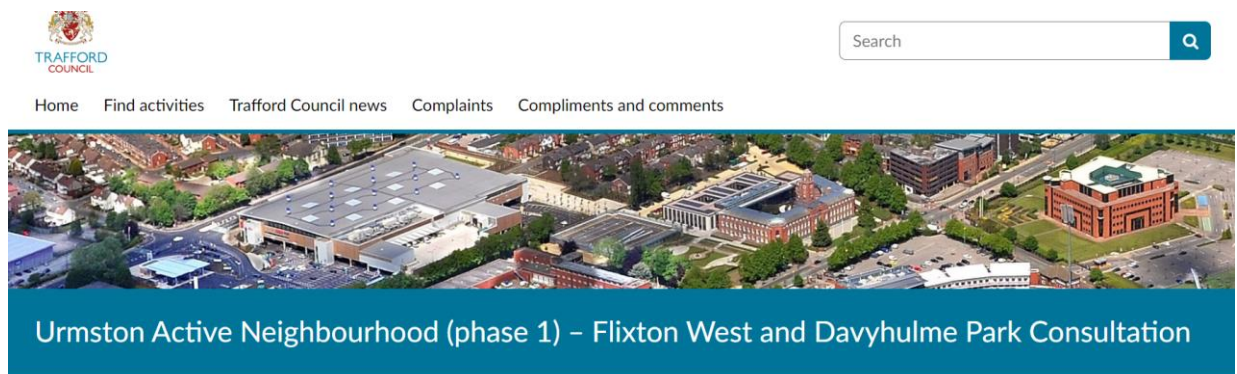 TRAFFORD
COUNCIL
Search
Home Find activities Trafford Council news Complaints Compliments and comments
Urmston Active Neighbourhood (phase 1) – Flixton West and Davyhulme Park Consultation